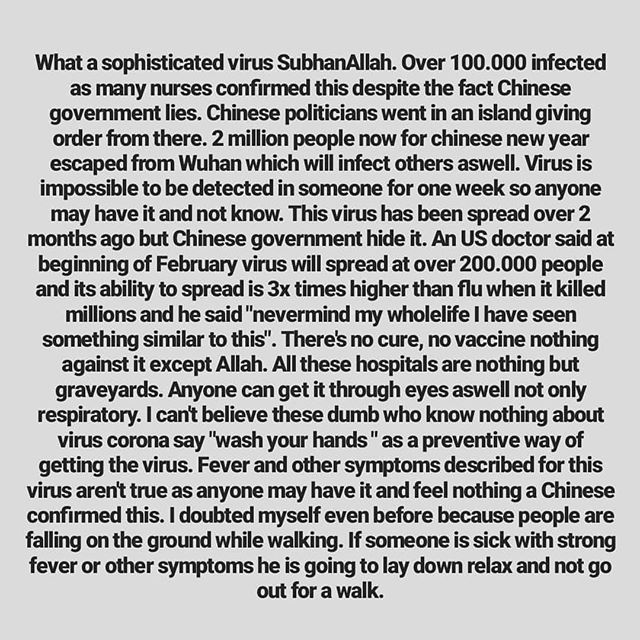 What a sophisticated virus SubhanAllah. Over 100.000 infected
as many nurses confirmed this despite the fact Chinese
government lies. Chinese politicians went in an island giving
order from there. 2 million people now for chinese new year
escaped from Wuhan which will infect others aswell. Virus is
impossible to be detected in someone for one week so anyone
may have it and not know. This virus has been spread over 2
months ago but Chinese government hide it. An US doctor said at
beginning of February virus will spread at over 200.000 people
and its ability to spread is 3x times higher than flu when it killed
millions and he said "nevermind my wholelife I have seen
something similar to this". There's no cure, no vaccine nothing
against it except Allah. All these hospitals are nothing but
graveyards. Anyone can get it through eyes aswell not only
respiratory. I can't believe these dumb who know nothing about
virus corona say "wash your hands " as a preventive way of
getting the virus. Fever and other symptoms described for this
virus aren't true as anyone may have it and feel nothing a Chinese
confirmed this. I doubted myself even before because people are
falling on the ground while walking. If someone is sick with strong
fever or other symptoms he is going to lay down relax and not go
out for a walk.